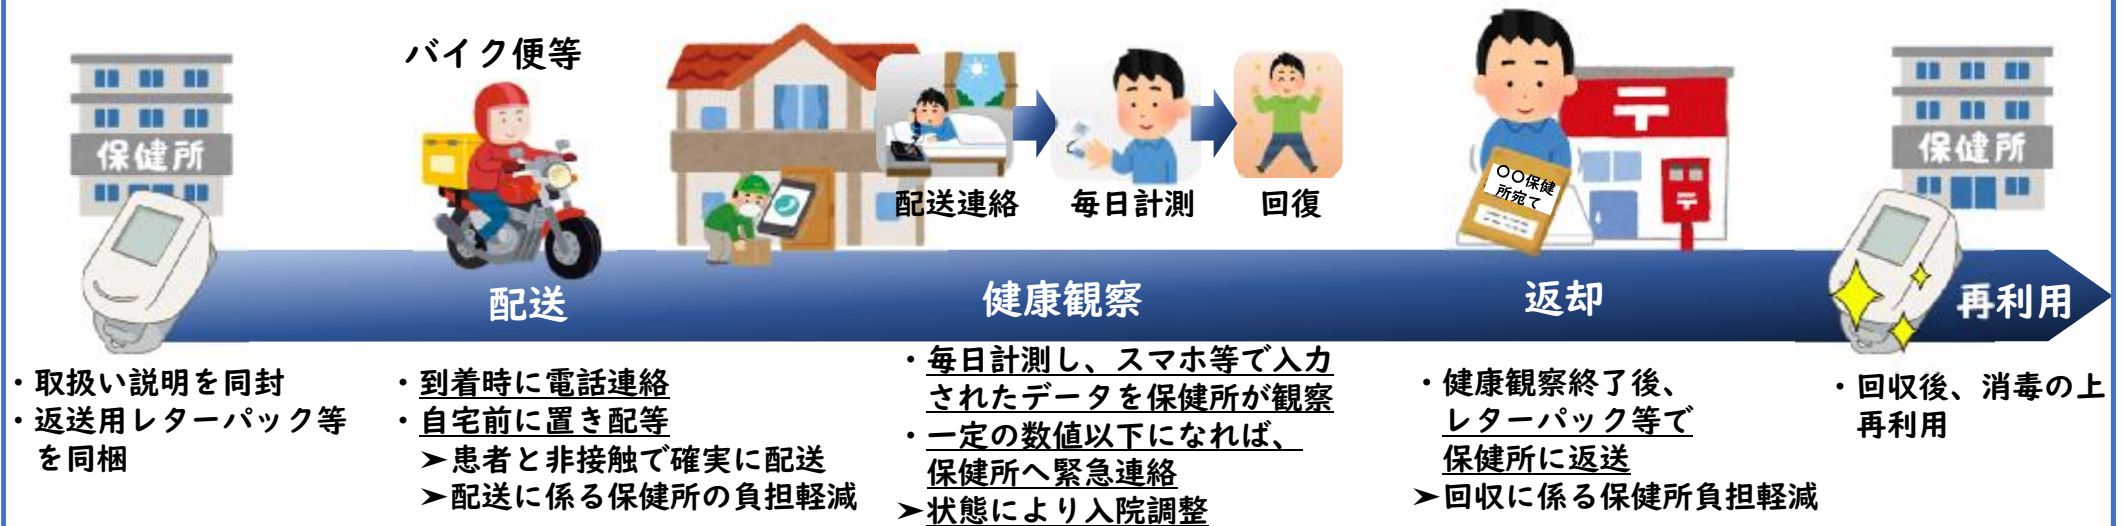 バイク便等
保健所
配送連絡
毎日計測
回復
〇〇保健
所宛て
保健所
配送
健康観察
返却
再利用
・取扱い説明を同封
・返送用レターパック等
を同梱
・到着時に電話連絡
・自宅前に置き配等
➤患者と非接触で確実に配送
➤配送に係る保健所の負担軽減
・毎日計測し、スマホ等で入力
されたデータを保健所が観察
・一定の数値以下になれば、
保健所へ緊急連絡
➤状態により入院調整
・健康観察終了後、
レターパック等で
保健所に返送
➤回収に係る保健所負担軽減
・回収後、消毒の上
再利用